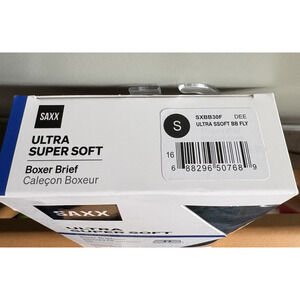 SAXX
ULTRA
SUPER SOFT
Boxer Brief
Caleçon Boxeur
S
SXBB30F DEE
ULTRA SSOFT BB FLY
16
6 88296 50768 9
SAXX
ULTRA
SUPER SOFT